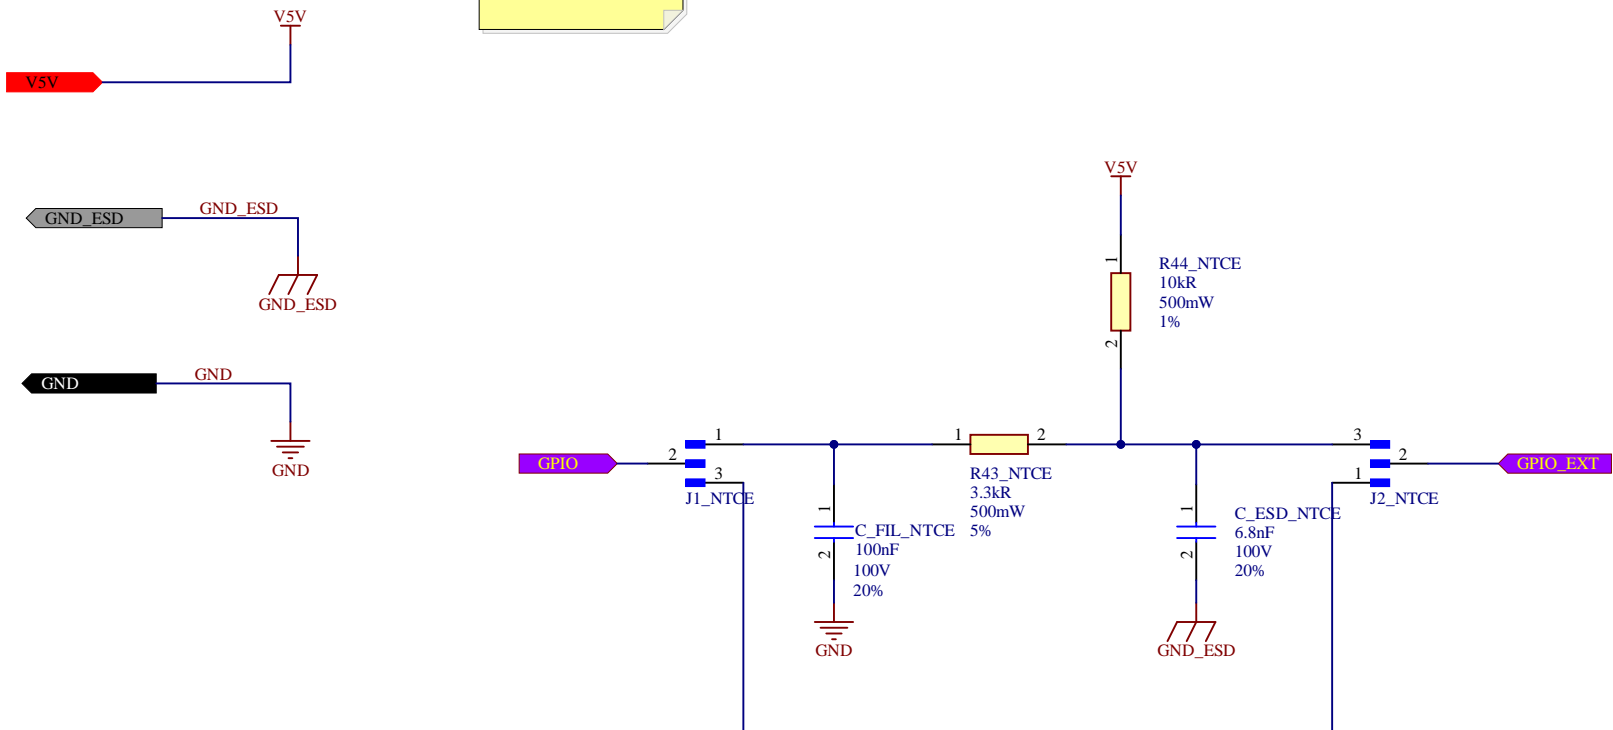 V5V
V5V
GND_ESD
GND_ESD
GND_ESD
GND
GND
GND
V5V
1
R44_NTCE
10kR
500mW
1%
2
GPIO
2
1
3
J1_NTCE
1
2
R43_NTCE
3.3kR
500mW
5%
1
C_FIL_NTCE
100nF
100V
20%
2
GND
1
C_ESD_NTCE
6.8nF
100V
20%
2
GND_ESD
3
2
1
J2_NTCE
GPIO_EXT